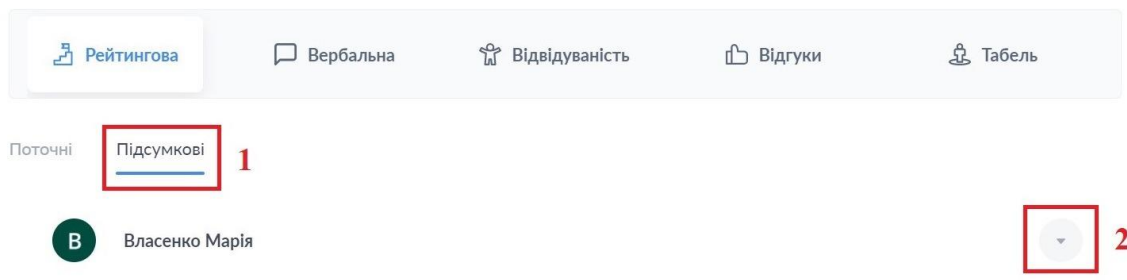 Рейтингова Вербальна Відвідуваність Відгуки Табель
Поточні Підсумкові 1
В Власенко Марія 2